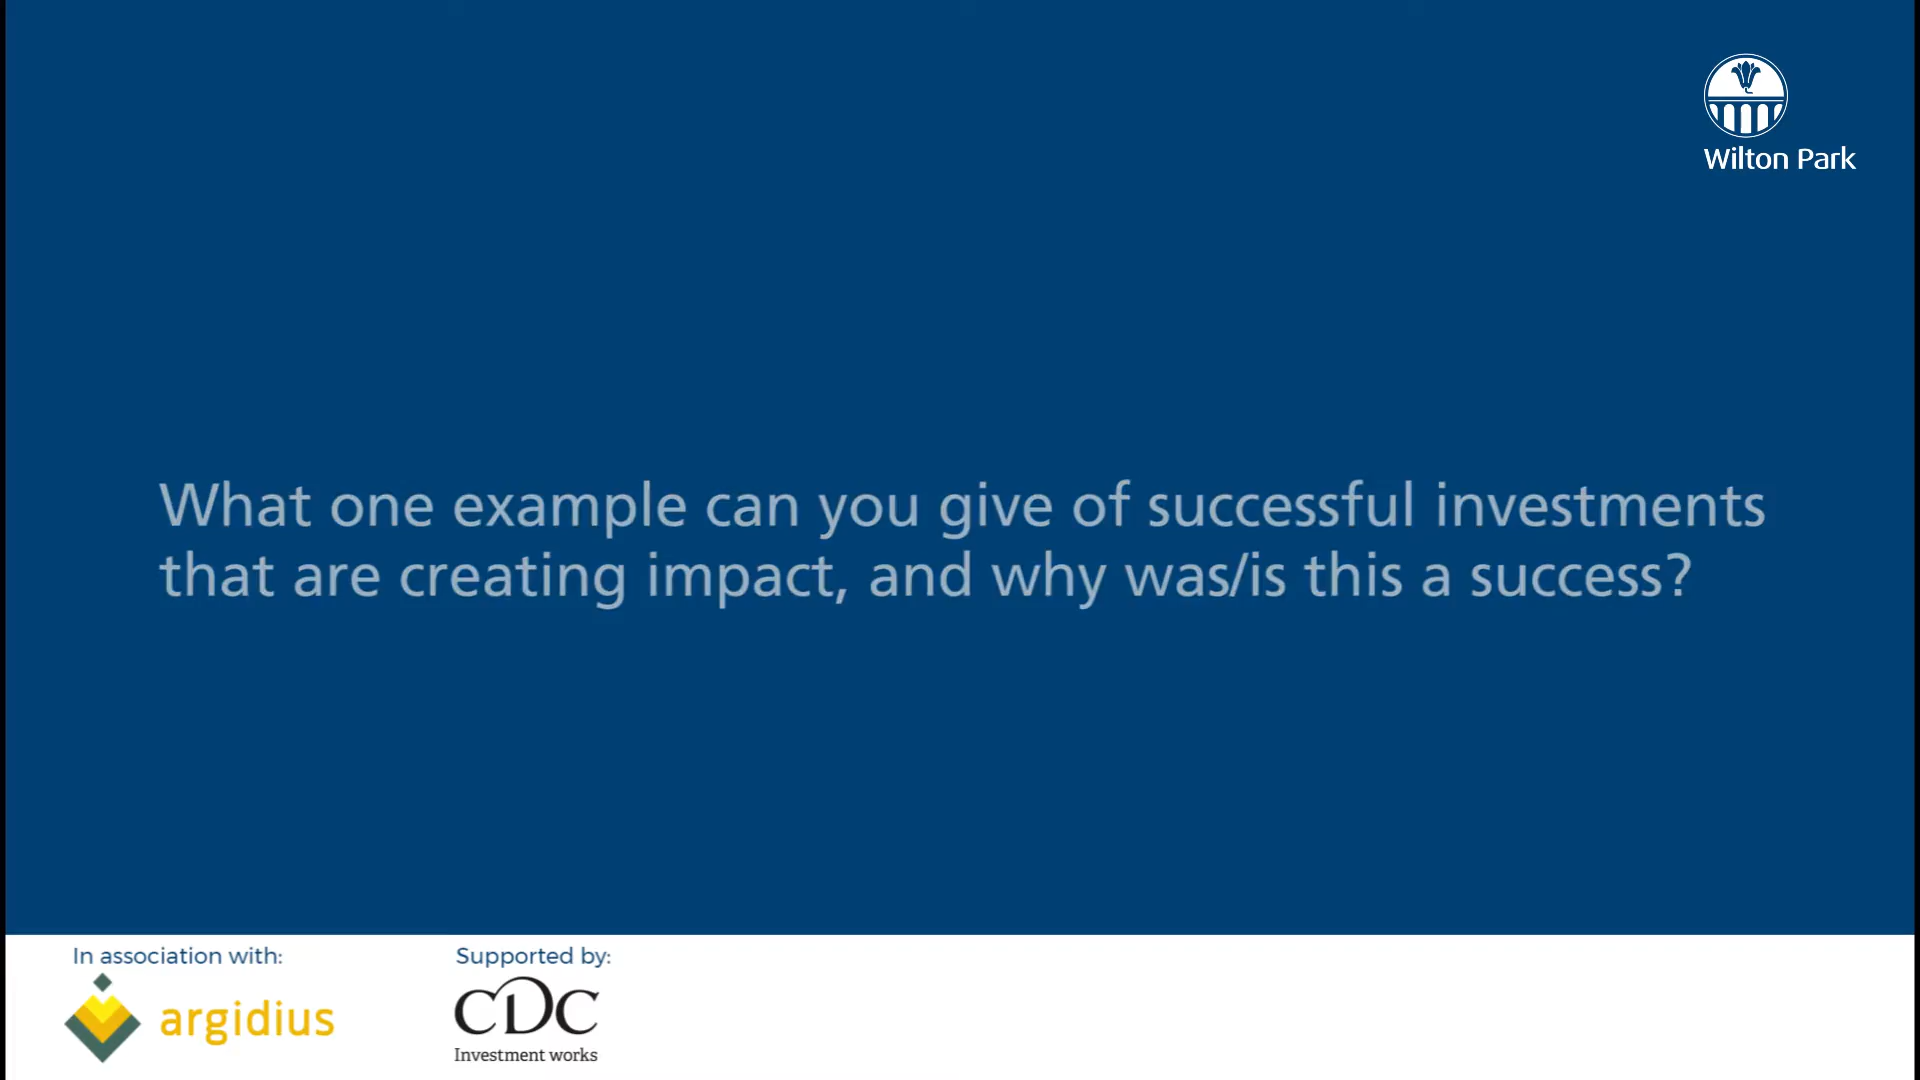 Wilton Park
What one example can you give of successful investments
that are creating impact, and why was/is this a success?
In association with:
argidius
Supported by:
CDC
Investment works